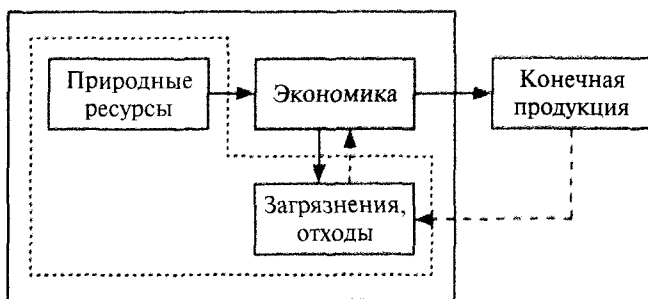 Природные
ресурсы
Экономика
Конечная
продукция
Загрязнения,
отходы